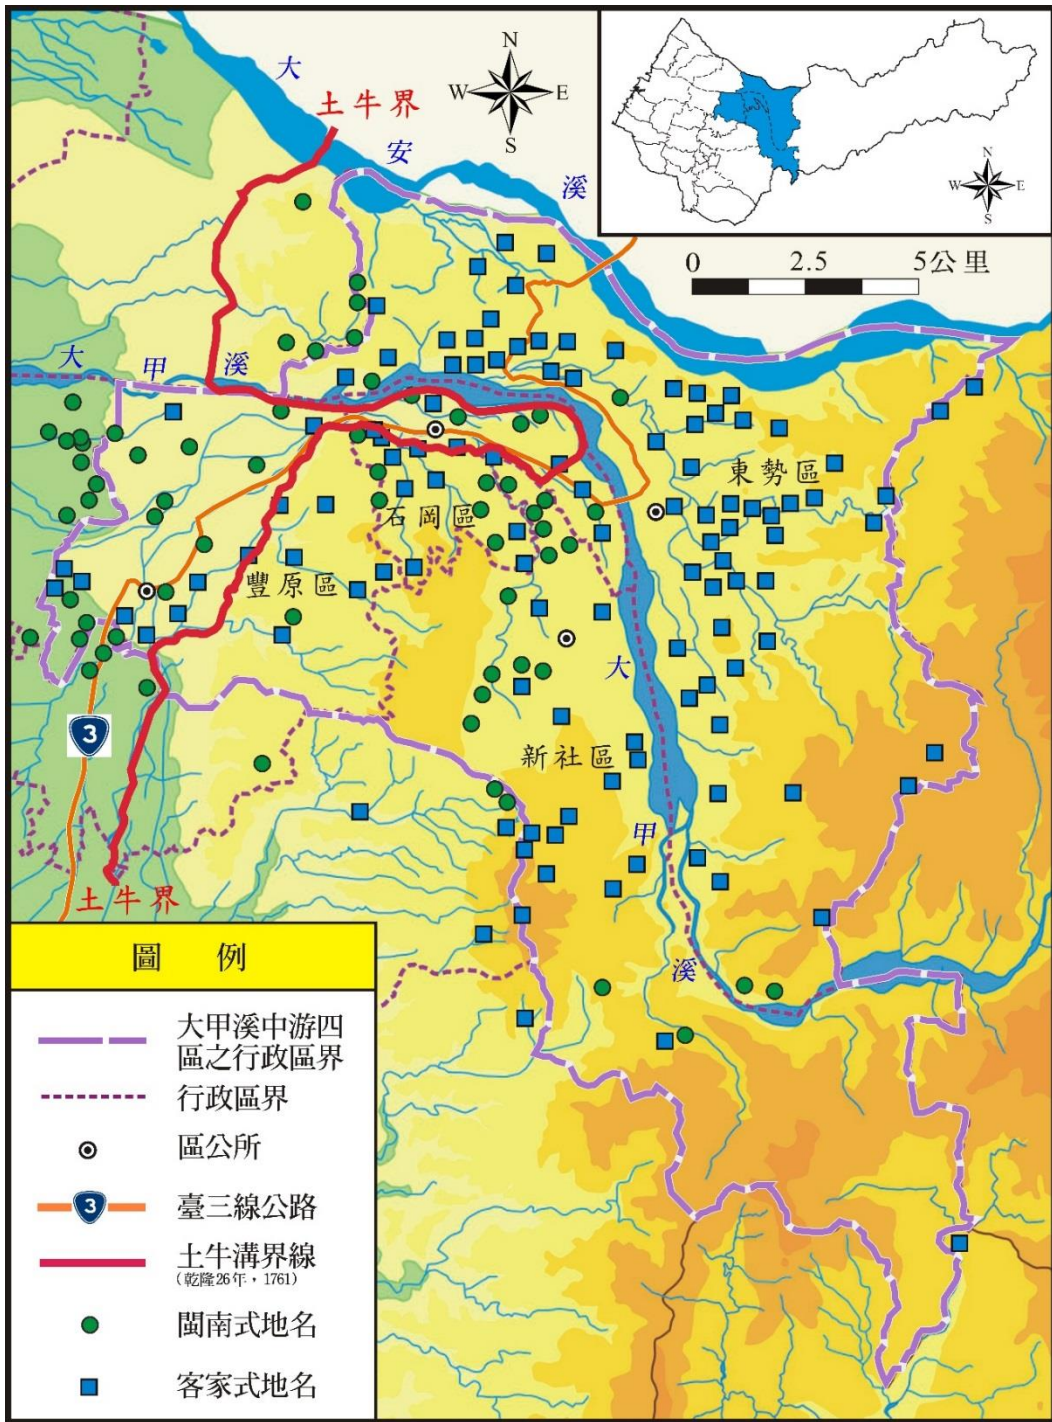 N
W
E
S
大
安
溪
土牛界
N
W
E
S
0
2.5
5公里
大
甲
溪
東勢區
石岡區
豐原區
大
新社區
甲
溪
3
土牛界
圖 例
大甲溪中游四
區之行政區界
行政區界
區公所
3
臺三線公路
土牛溝界線
(乾隆26年，1761)
閩南式地名
客家式地名